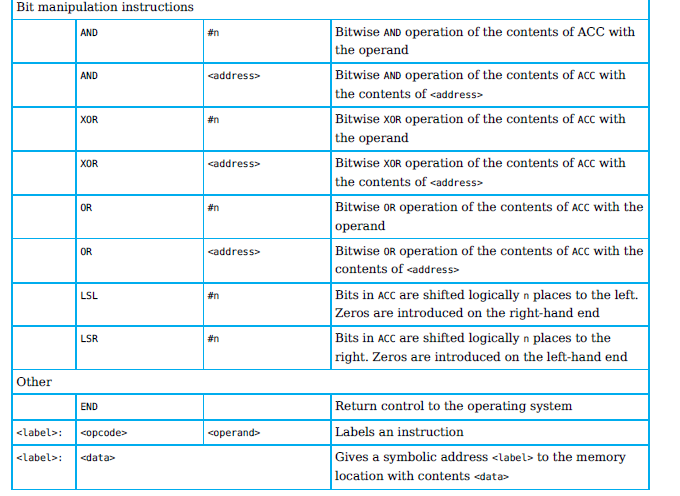 Bit manipulation instructions
AND #n Bitwise AND operation of the contents of ACC with
the operand
AND <address> Bitwise AND operation of the contents of ACC with
the contents of <address>
XOR #n Bitwise XOR operation of the contents of ACC with
the operand
XOR <address> Bitwise XOR operation of the contents of ACC with
the contents of <address>
OR #n Bitwise OR operation of the contents of ACC with the
operand
OR <address> Bitwise OR operation of the contents of ACC with the
contents of <address>
LSL #n Bits in ACC are shifted logically n places to the left.
Zeros are introduced on the right-hand end
LSR #n Bits in ACC are shifted logically n places to the
right. Zeros are introduced on the left-hand end
Other
END Return control to the operating system
<label>: <opcode> <operand> Labels an instruction
<label>: <data> Gives a symbolic address <label> to the memory
location with contents <data>